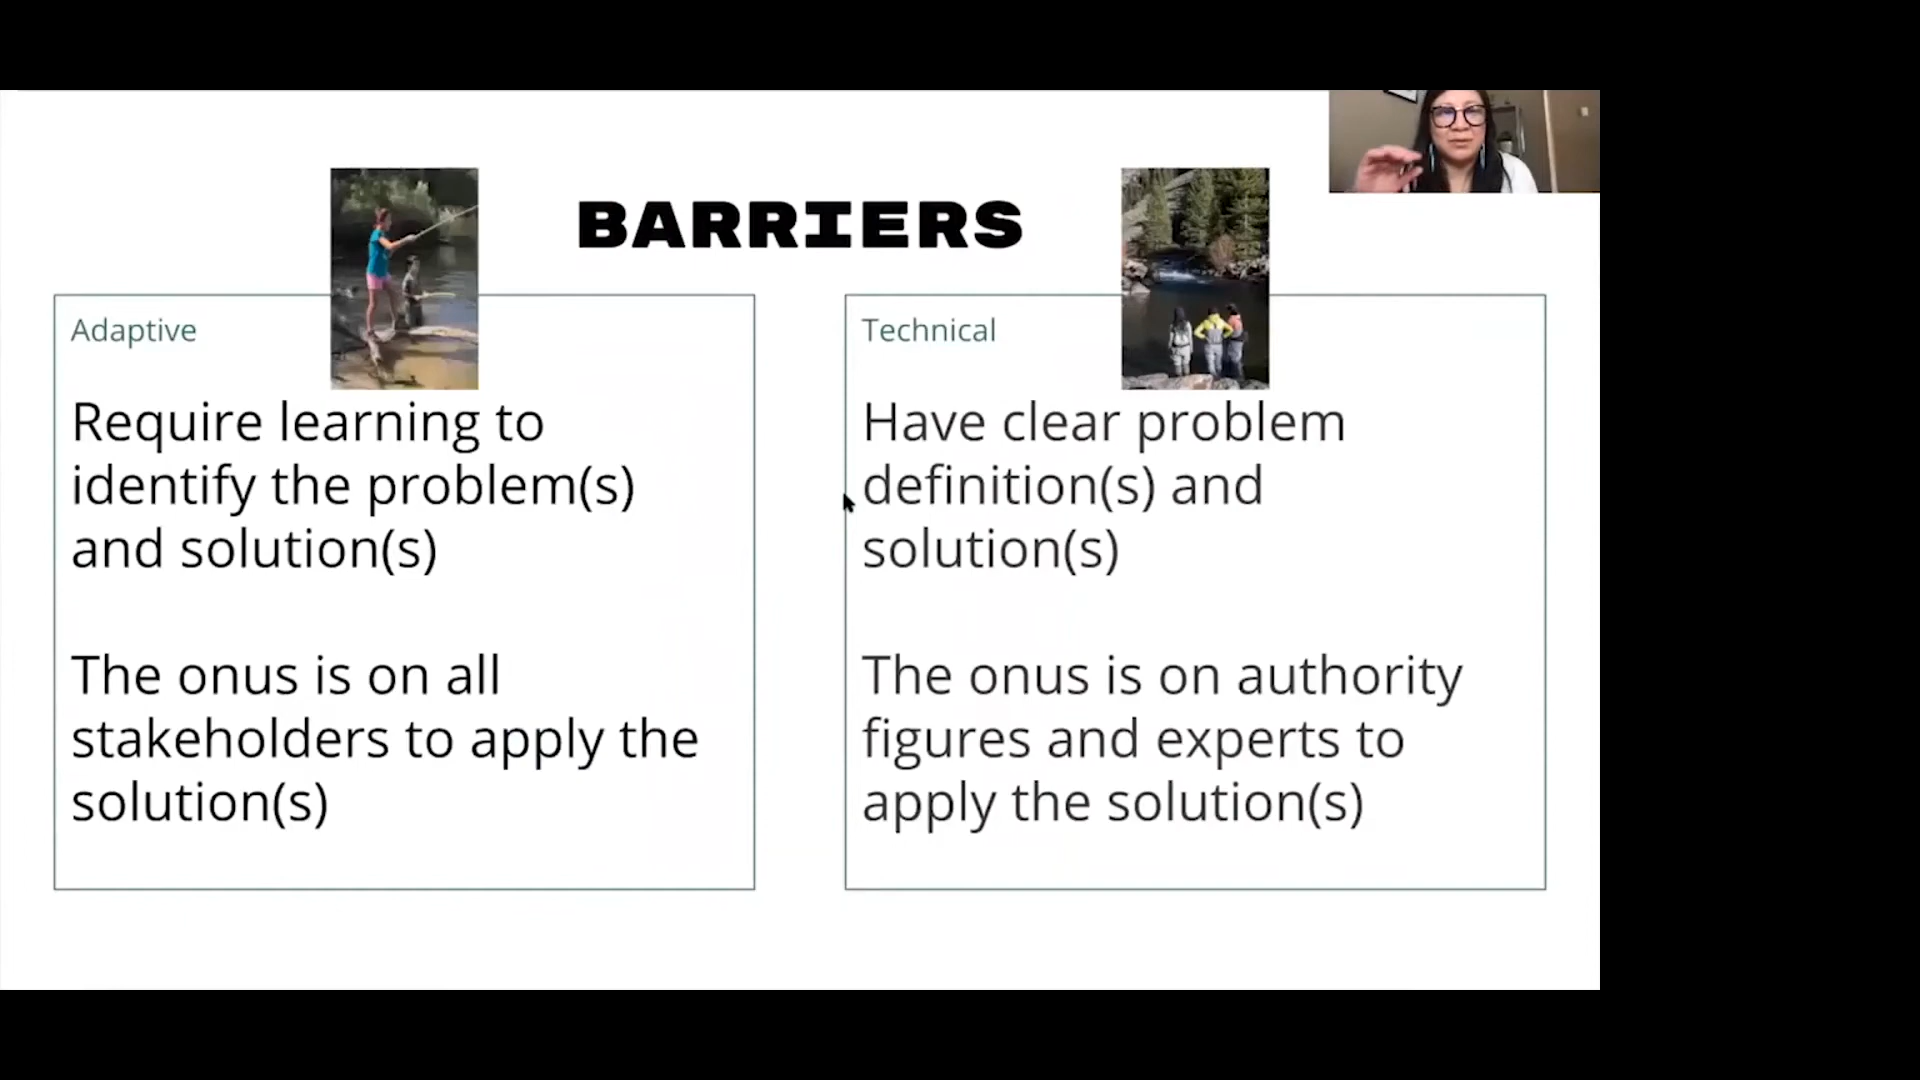 BARRIERS
Adaptive
Require learning to
identify the problem(s)
and solution(s)
The onus is on all
stakeholders to apply the
solution(s)
Technical
Have clear problem
definition(s) and
solution(s)
The onus is on authority
figures and experts to
apply the solution(s)